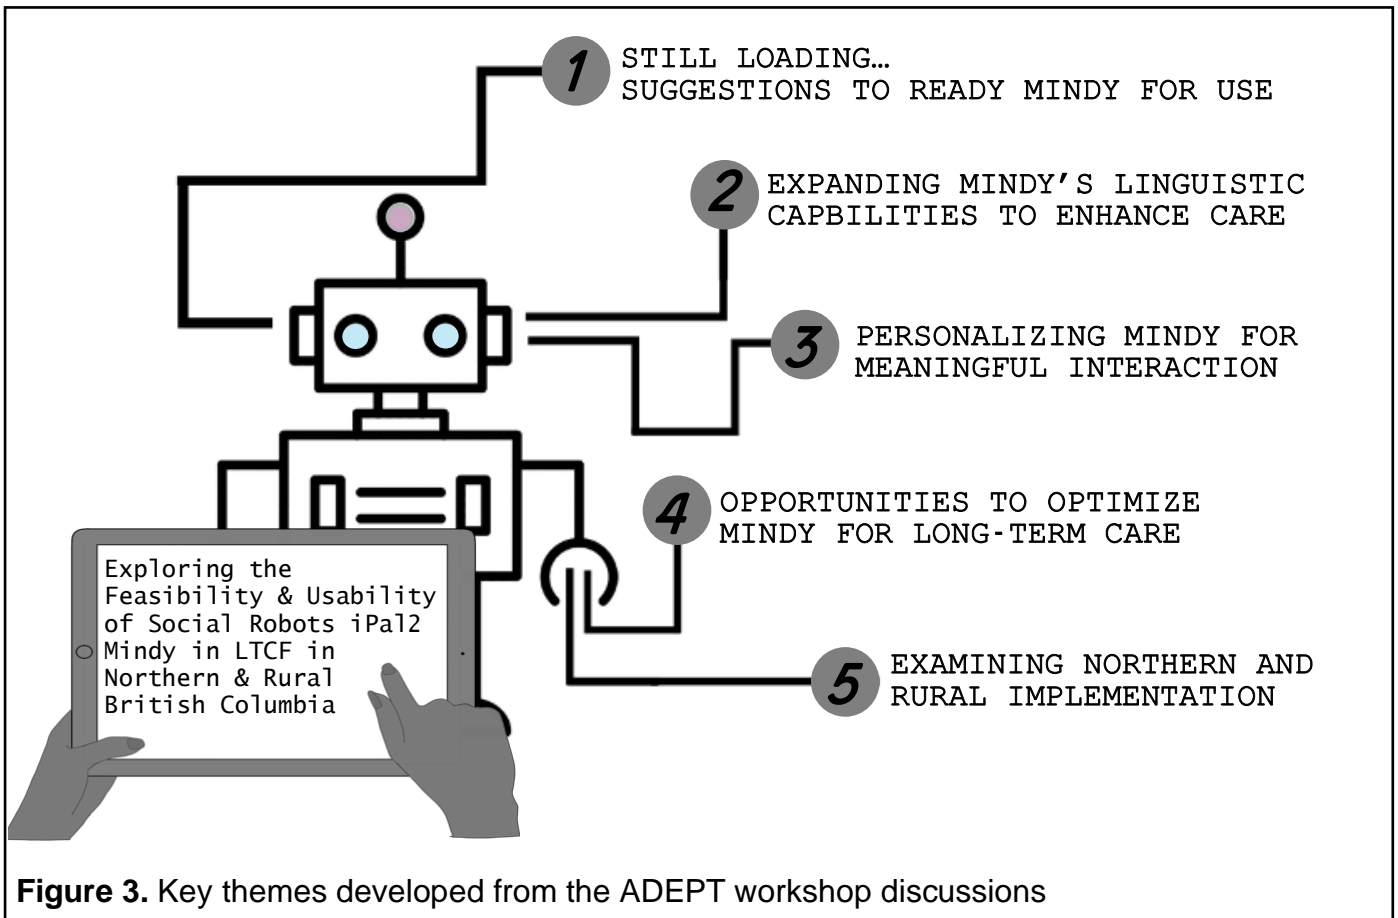 1
STILL LOADING…
SUGGESTIONS TO READY MINDY FOR USE
2
EXPANDING MINDY'S LINGUISTIC
CAPBILITIES TO ENHANCE CARE
3
PERSONALIZING MINDY FOR
MEANINGFUL INTERACTION
4
OPPORTUNITIES TO OPTIMIZE
MINDY FOR LONG-TERM CARE
5
EXAMINING NORTHERN AND
RURAL IMPLEMENTATION
Exploring the
Feasibility & Usability
of Social Robots iPal2
Mindy in LTCF in
Northern & Rural
British Columbia
Figure 3. Key themes developed from the ADEPT workshop discussions